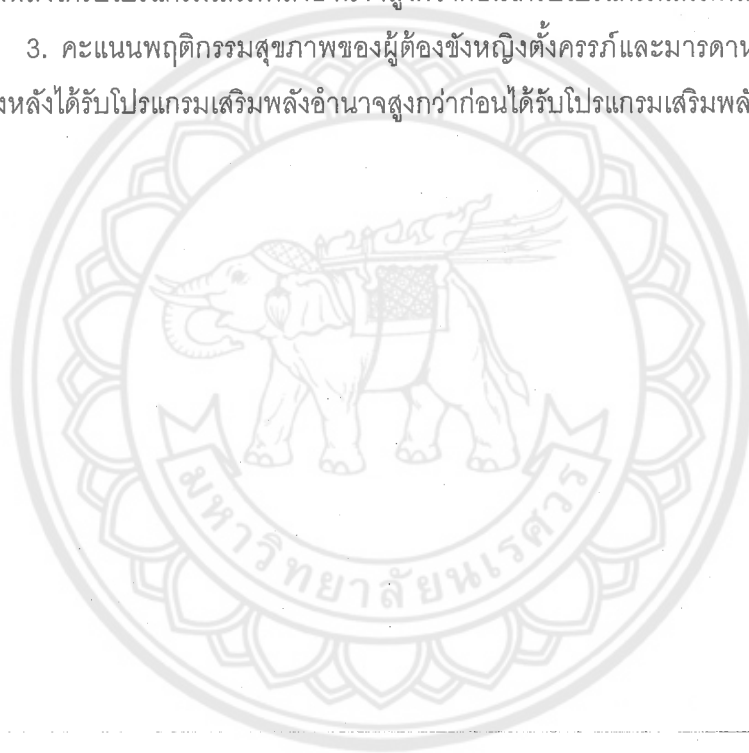 3. คะแนนพฤติกรรมสุขภาพของผู้ต้องขังหญิงตั้งครรภ์และมารดาน
งหลังได้รับโปรแกรมเสริมพลังอำนาจสูงกว่าก่อนได้รับโปรแกรมเสริมพลั
มหาวิทยาลัยนเรศวร